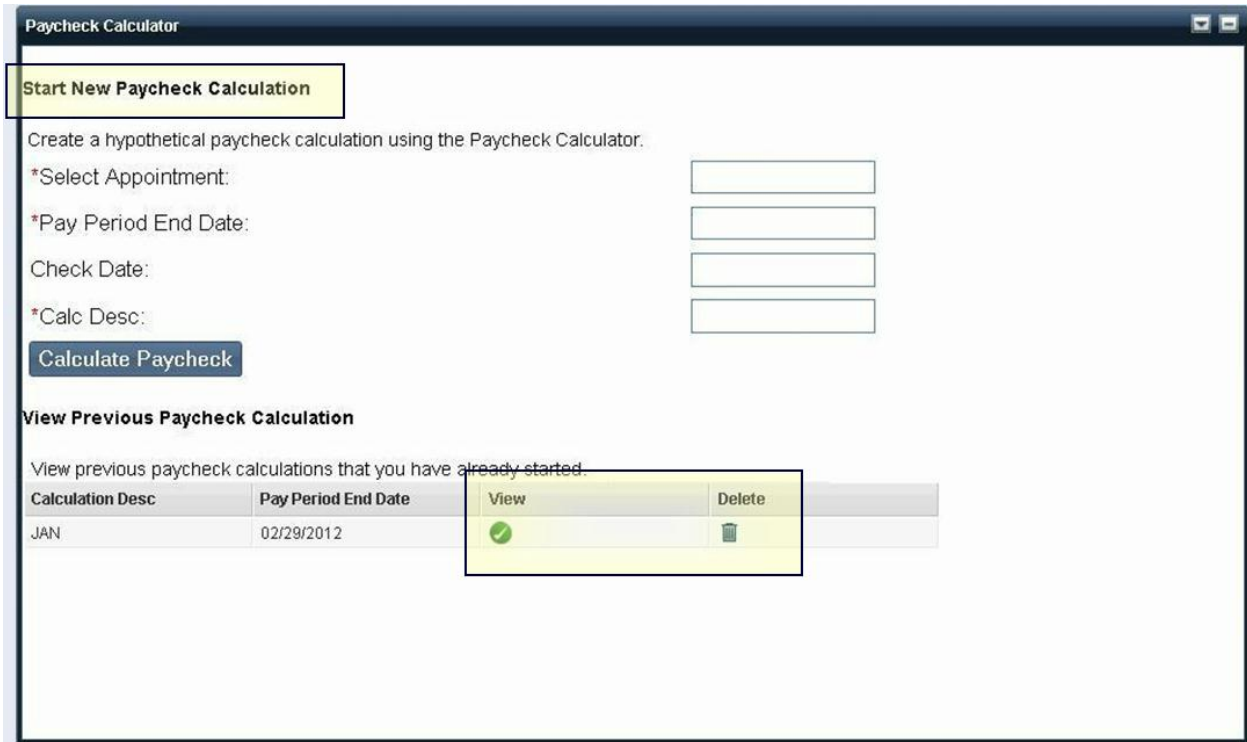 Paycheck Calculator
Start New Paycheck Calculation
Create a hypothetical paycheck calculation using the Paycheck Calculator.
*Select Appointment:
*Pay Period End Date:
Check Date:
*Calc Desc:
Calculate Paycheck
View Previous Paycheck Calculation
View previous paycheck calculations that you have already started.
Calculation Desc Pay Period End Date View Delete
JAN 02/29/2012